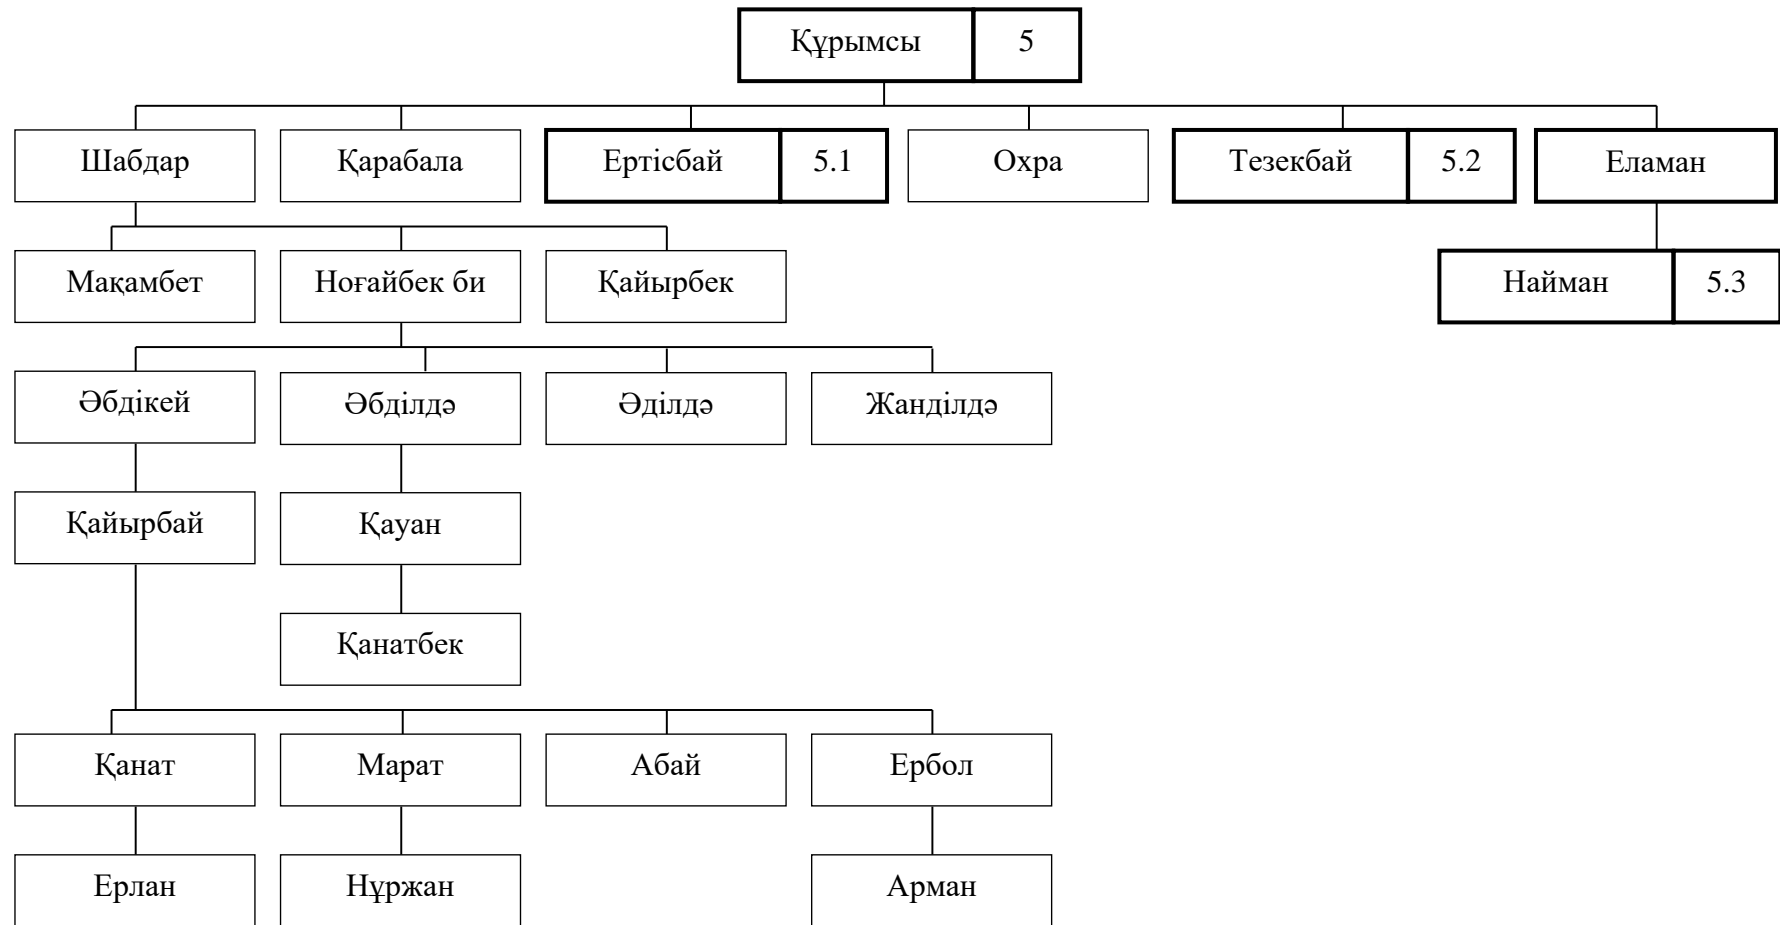 Құрымсы 5
Шабдар Қарабала Ертісбай 5.1 Охра Тезекбай 5.2 Еламан
Мақамбет Ноғайбек би Қайырбек Найман 5.3
Әбдікей Әбділдә Әділдә Жанділдә
Қайырбай Қауан
Қанатбек
Қанат Марат Абай Ербол
Ерлан Нұржан Арман